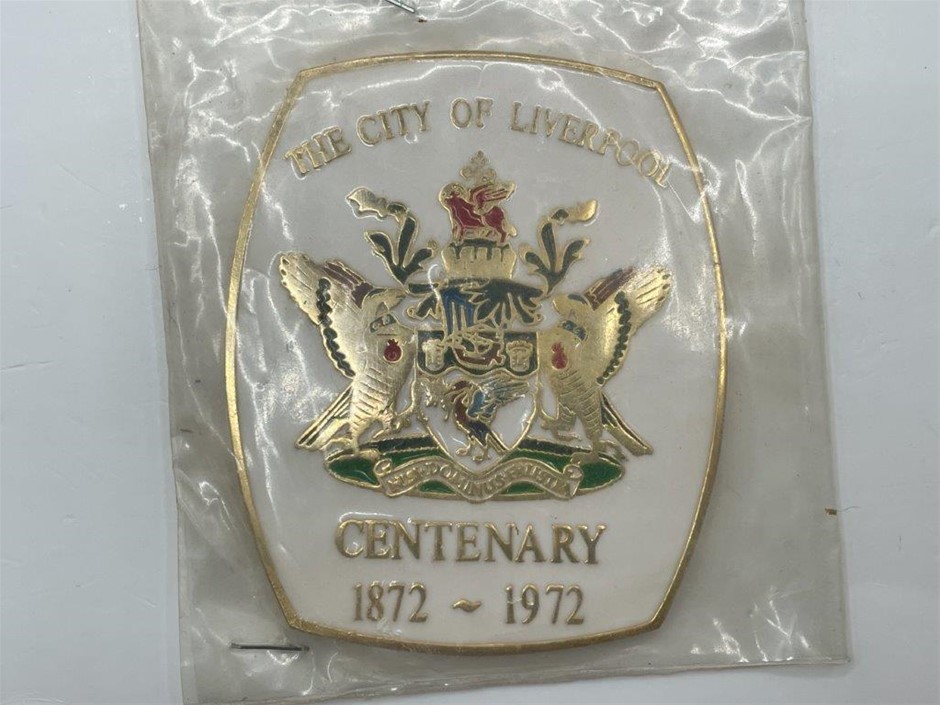 THE CITY OF LIVERPOOL
CENTENARY
1872 ~ 1972